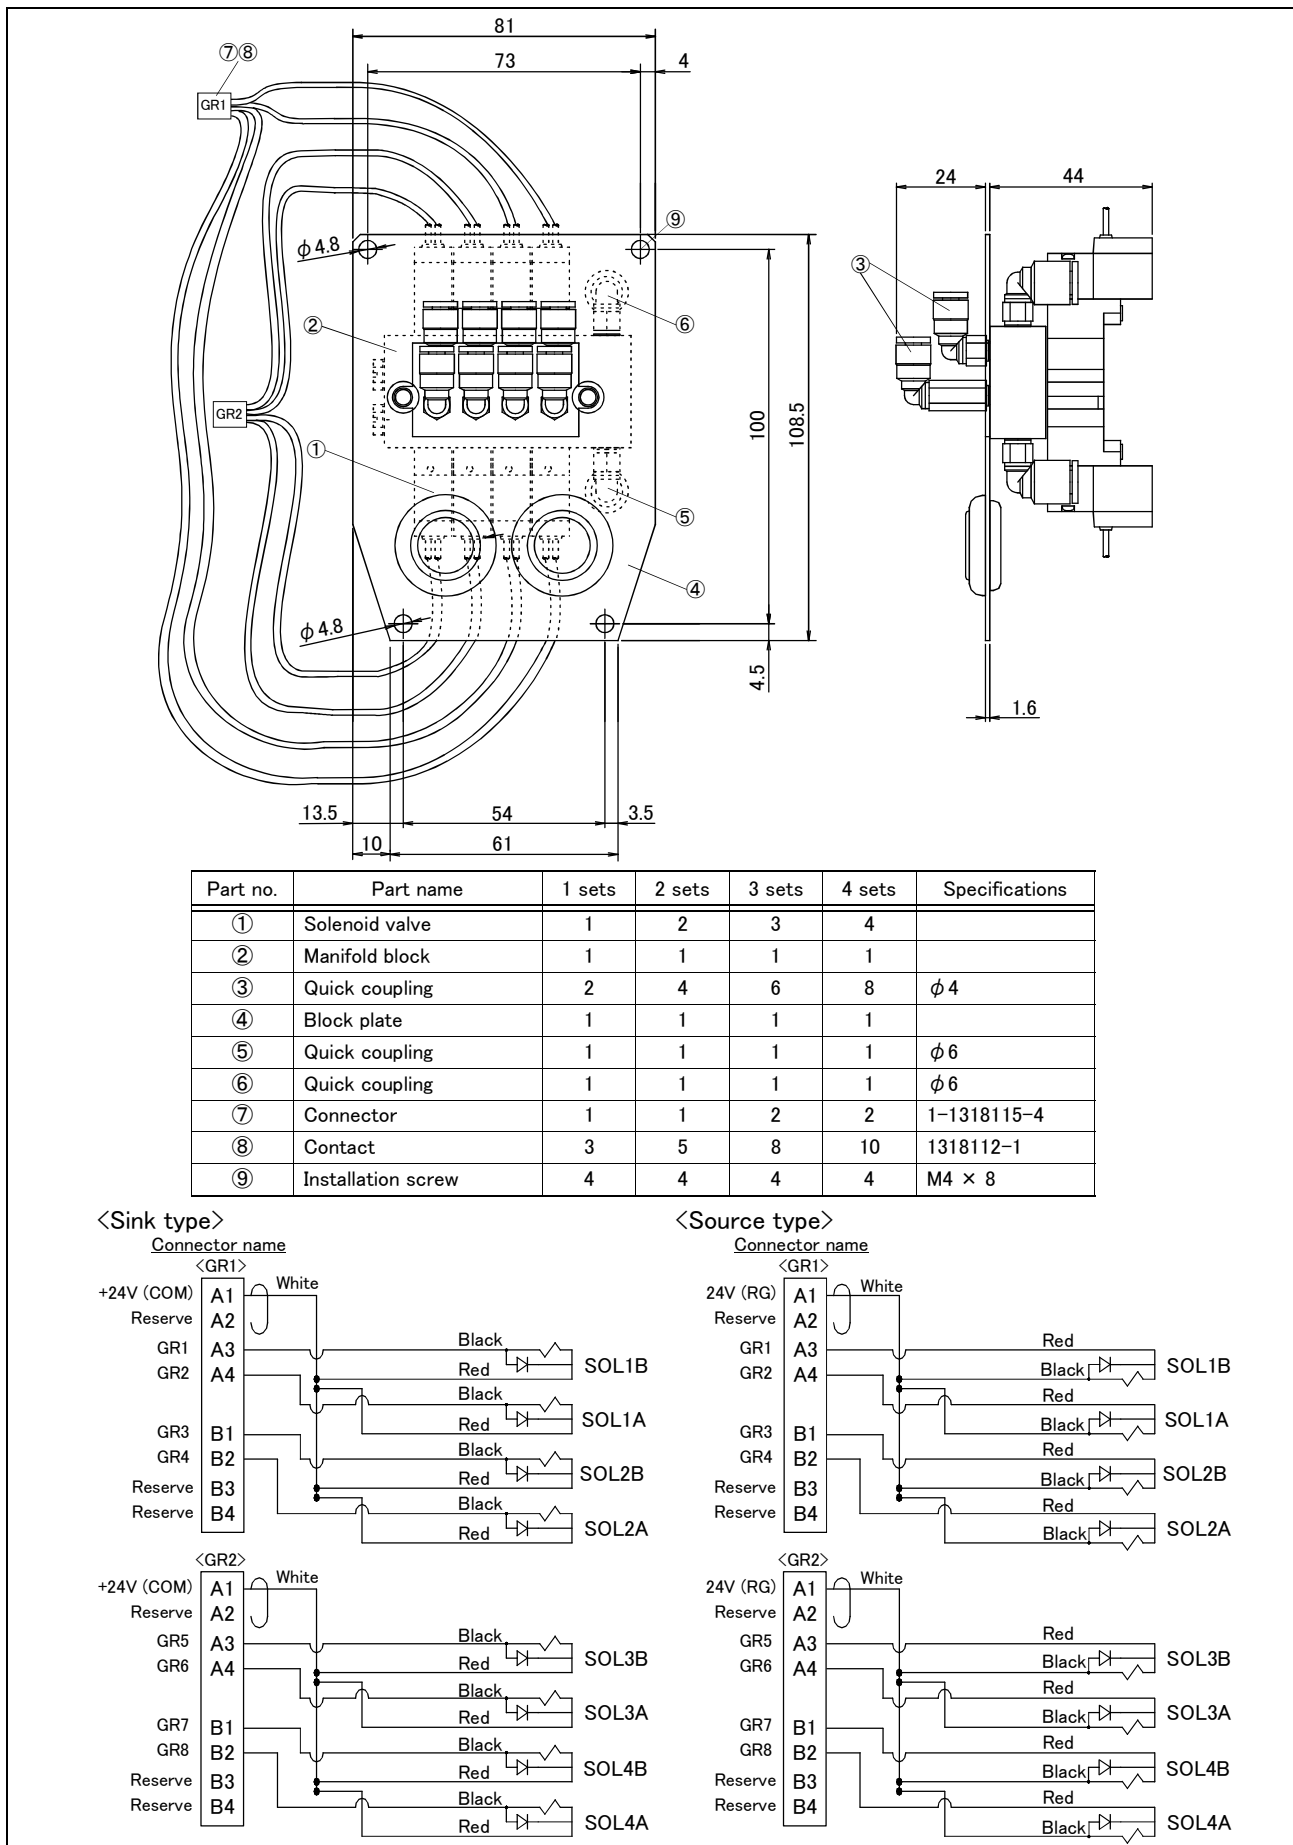 81
⑦⑧
73
4
GR1
24
44
φ4.8
⑨
③
②
⑥
GR2
100
108.5
①
⑤
④
φ4.8
4.5
1.6
13.5
54
3.5
10
61
Part no. Part name 1 sets 2 sets 3 sets 4 sets Specifications
① Solenoid valve 1 2 3 4
② Manifold block 1 1 1 1
③ Quick coupling 2 4 6 8 φ4
④ Block plate 1 1 1 1
⑤ Quick coupling 1 1 1 1 φ6
⑥ Quick coupling 1 1 1 1 φ6
⑦ Connector 1 1 2 2 1-1318115-4
⑧ Contact 3 5 8 10 1318112-1
⑨ Installation screw 4 4 4 4 M4 × 8
<Sink type>
Connector name
<GR1>
+24V (COM) A1 White
Reserve A2
GR1 A3 Black
Red SOL1B
GR2 A4 Black
Red SOL1A
GR3 B1 Black
GR4 B2 Red SOL2B
Reserve B3 Black
Reserve B4 Red SOL2A
<GR2>
+24V (COM) A1 White
Reserve A2
GR5 A3 Black
GR6 A4 Red SOL3B
Black
Red SOL3A
GR7 B1 Black
GR8 B2 Red SOL4B
Reserve B3 Black
Reserve B4 Red SOL4A
<Source type>
Connector name
<GR1>
24V (RG) A1 White
Reserve A2
GR1 A3 Red
GR2 A4 Black SOL1B
Red
Black SOL1A
GR3 B1 Red
GR4 B2 Black SOL2B
Reserve B3 Red
Reserve B4 Black SOL2A
<GR2>
24V (RG) A1 White
Reserve A2
GR5 A3 Red
GR6 A4 Black SOL3B
Red
Black SOL3A
GR7 B1 Red
GR8 B2 Black SOL4B
Reserve B3 Red
Reserve B4 Black SOL4A